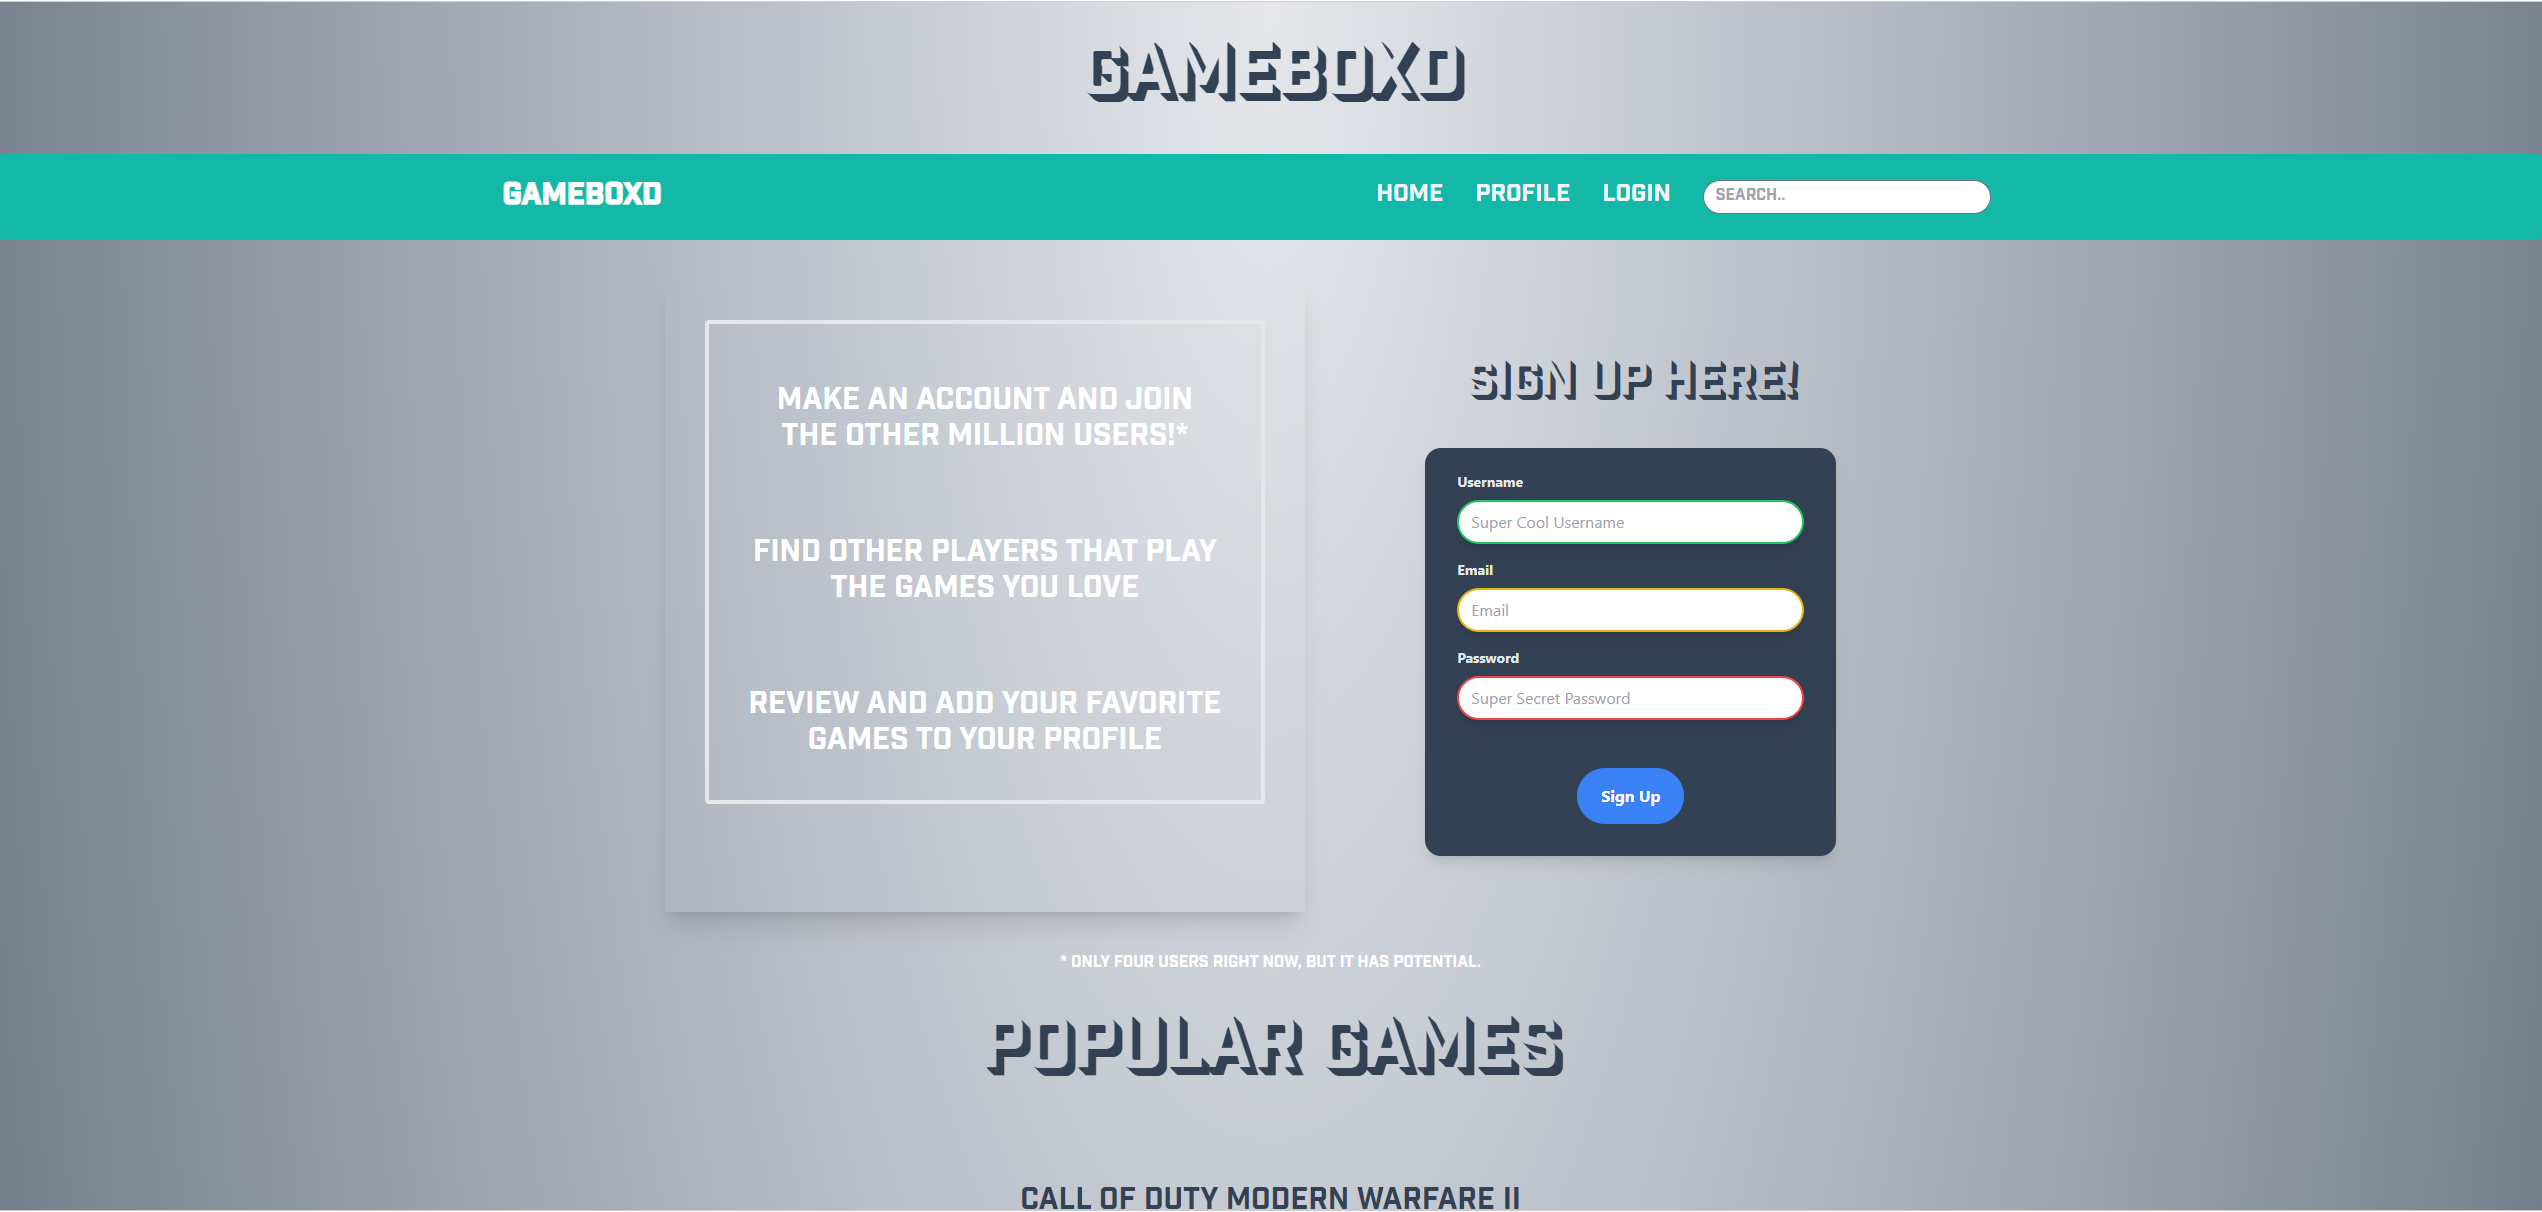 GAMEBOXD
GAMEBOXD
HOME PROFILE LOGIN SEARCH..
MAKE AN ACCOUNT AND JOIN
THE OTHER MILLION USERS!*
FIND OTHER PLAYERS THAT PLAY
THE GAMES YOU LOVE
REVIEW AND ADD YOUR FAVORITE
GAMES TO YOUR PROFILE
SIGN UP HERE!
Username
Super Cool Username
Email
Email
Password
Super Secret Password
Sign Up
* ONLY FOUR USERS RIGHT NOW, BUT IT HAS POTENTIAL.
POPULAR GAMES
CALL OF DUTY MODERN WARFARE II